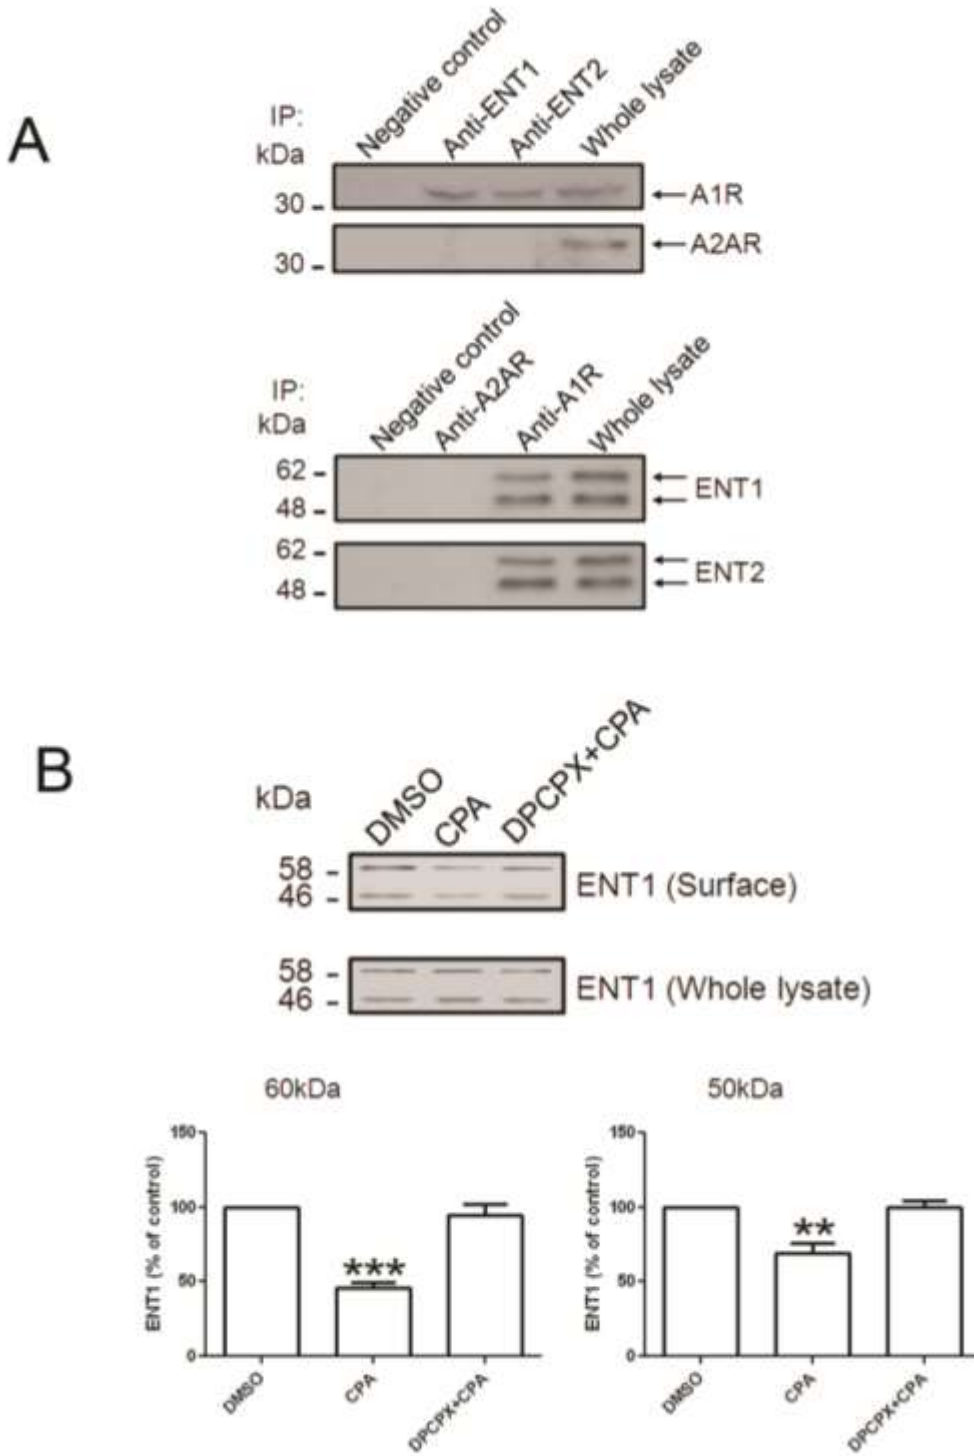 A
IP:
kDa
Negative control
Anti-ENT1
Anti-ENT2
Whole lysate
30
A1R
30
A2AR
IP:
kDa
Negative control
Anti-A2AR
Anti-A1R
Whole lysate
62
48
ENT1
62
48
ENT2
B
kDa
DMSO
CPA
DPCPX+CPA
58
46
ENT1 (Surface)
58
46
ENT1 (Whole lysate)
60kDa
ENT1 (% of control)
150
100
50
0
***
DMSO
CPA
DPCPX+CPA
50kDa
ENT1 (% of control)
150
100
50
0
**
DMSO
CPA
DPCPX+CPA